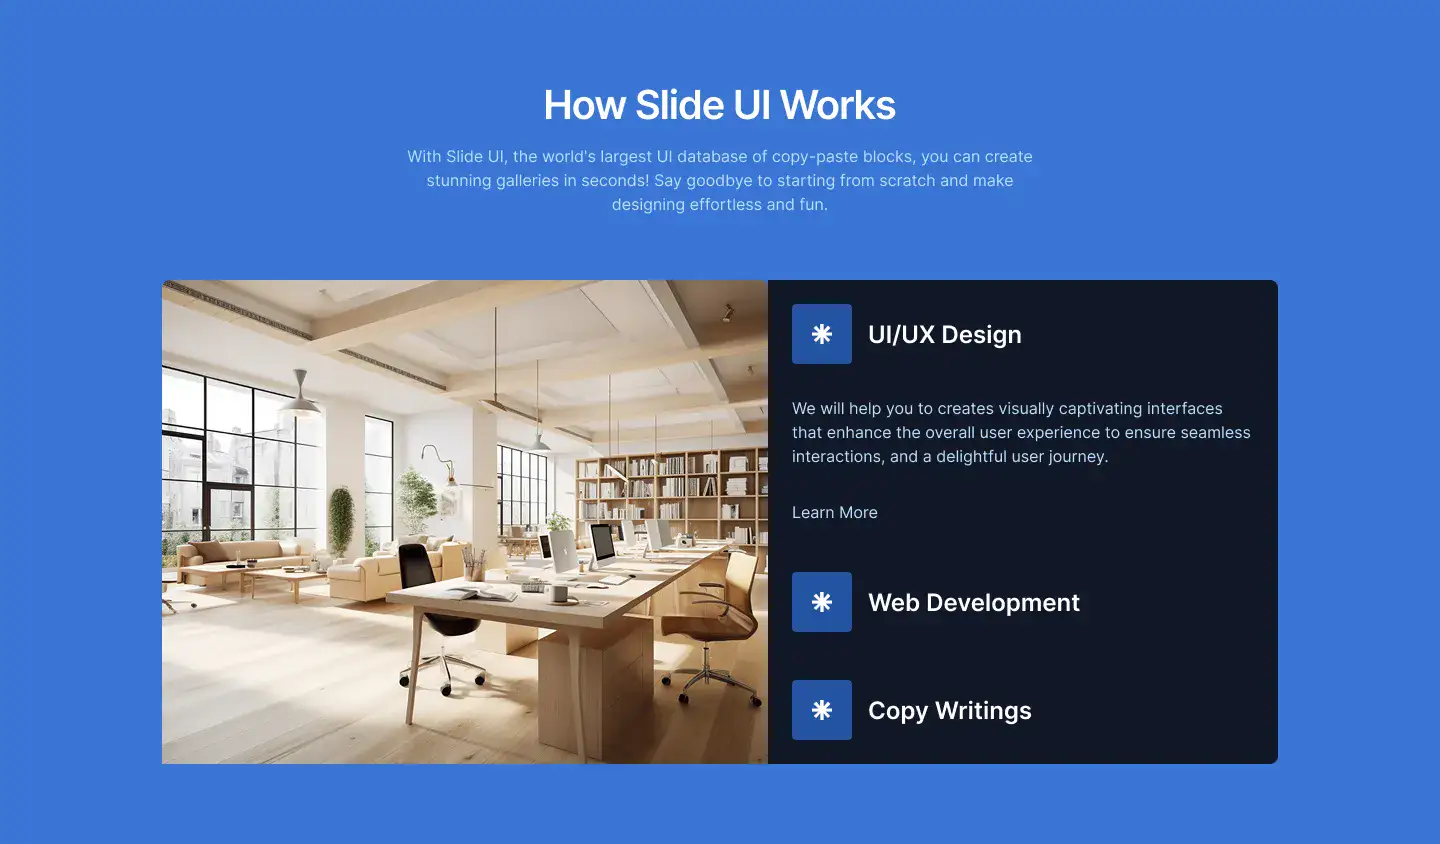 How Slide UI Works
With Slide UI, the world's largest UI database of copy-paste blocks, you can create
stunning galleries in seconds! Say goodbye to starting from scratch and make
designing effortless and fun.
UI/UX Design
We will help you to creates visually captivating interfaces
that enhance the overall user experience to ensure seamless
interactions, and a delightful user journey.
Learn More
Web Development
Copy Writings